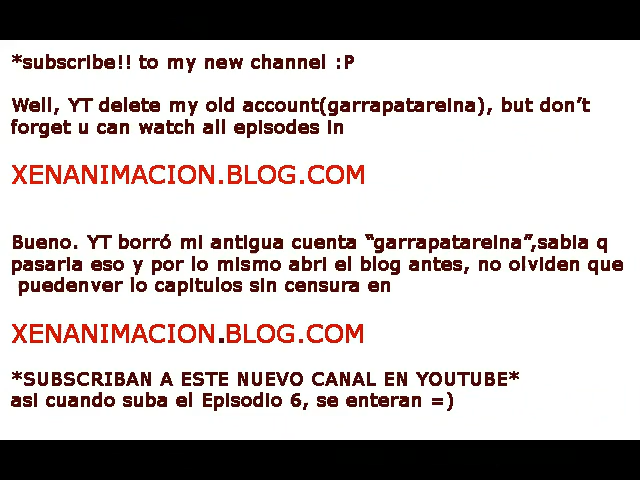 *subscribe!! to my new channel :P
Well, YT delete my old account(garrapatareina), but don't
forget u can watch all episodes in
XENANIMACION.BLOG.COM
Bueno. YT borró mi antigua cuenta “garrapatareina”,sabia q
pasaria eso y por lo mismo abri el blog antes, no olviden que
puedenver lo capitulos sin censura en
XENANIMACION.BLOG.COM
*SUBSCRIBAN A ESTE NUEVO CANAL EN YOUTUBE*
asi cuando suba el Episodio 6, se enteran =)